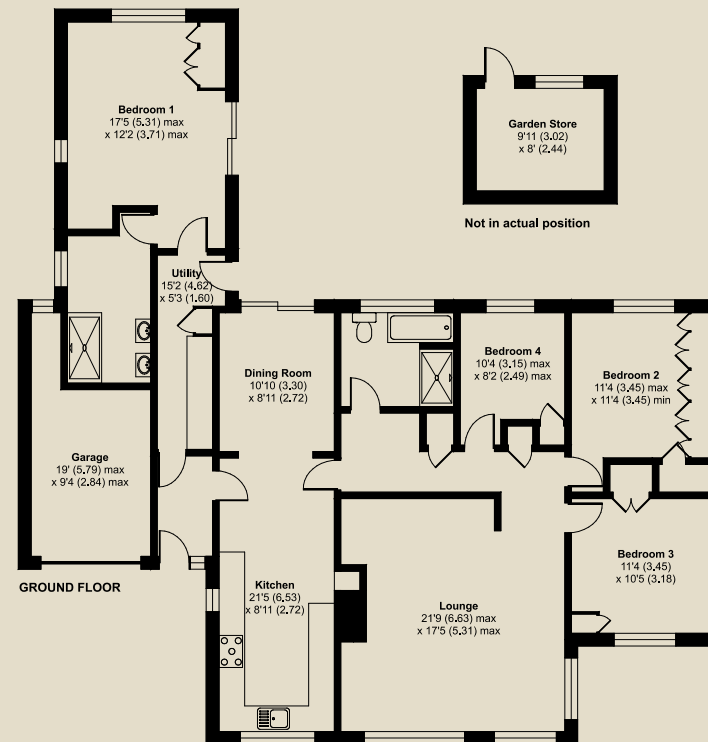 Bedroom 1
17'5 (5.31) max
x 12'2 (3.71) max
Garden Store
9'11 (3.02)
x 8' (2.44)
Not in actual position
Utility
15'2 (4.62)
x 5'3 (1.60)
Dining Room
10'10 (3.30)
x 8'11 (2.72)
Bedroom 4
10'4 (3.15) max
x 8'2 (2.49) max
Bedroom 2
11'4 (3.45) max
x 11'4 (3.45) min
Garage
19' (5.79) max
x 9'4 (2.84) max
GROUND FLOOR
Kitchen
21'5 (6.53)
x 8'11 (2.72)
Lounge
21'9 (6.63) max
x 17'5 (5.31) max
Bedroom 3
11'4 (3.45)
x 10'5 (3.18)